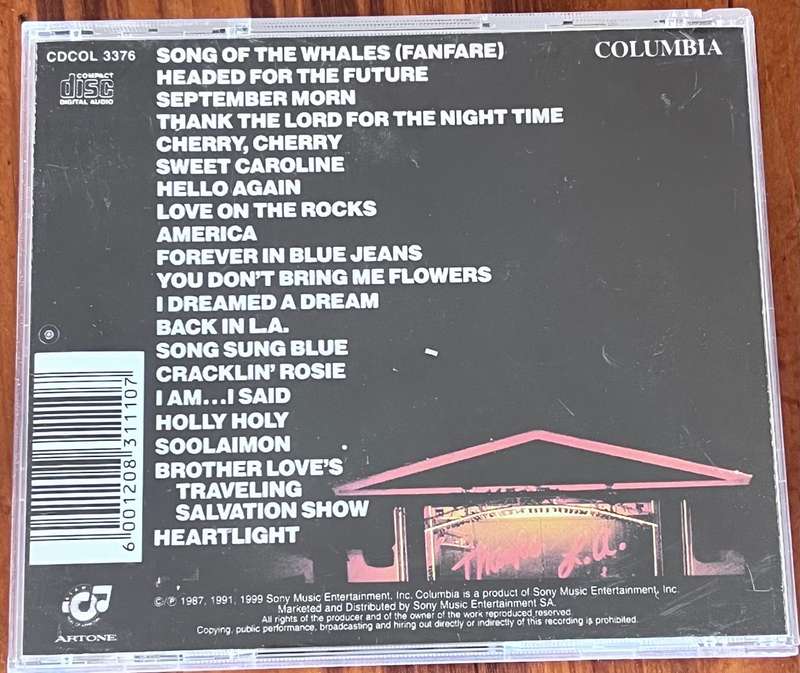 CDCOL 3376
COMPACT
disc
DIGITAL AUDIO
COLUMBIA
SONG OF THE WHALES (FANFARE)
HEADED FOR THE FUTURE
SEPTEMBER MORN
THANK THE LORD FOR THE NIGHT TIME
CHERRY, CHERRY
SWEET CAROLINE
HELLO AGAIN
LOVE ON THE ROCKS
AMERICA
FOREVER IN BLUE JEANS
YOU DON'T BRING ME FLOWERS
I DREAMED A DREAM
BACK IN L.A.
SONG SUNG BLUE
CRACKLIN' ROSIE
I AM...I SAID
HOLLY HOLY
SOOLAIMON
BROTHER LOVE'S
TRAVELING
SALVATION SHOW
HEARTLIGHT
6 001208 311107
Thanks L.A.
ARTONE
©/℗ 1987, 1991, 1999 Sony Music Entertainment, Inc. Columbia is a product of Sony Music Entertainment, Inc.
Marketed and Distributed by Sony Music Entertainment SA.
All rights of the producer and of the owner of the work reproduced reserved.
Copying, public performance, broadcasting and hiring out directly or indirectly of this recording is prohibited.